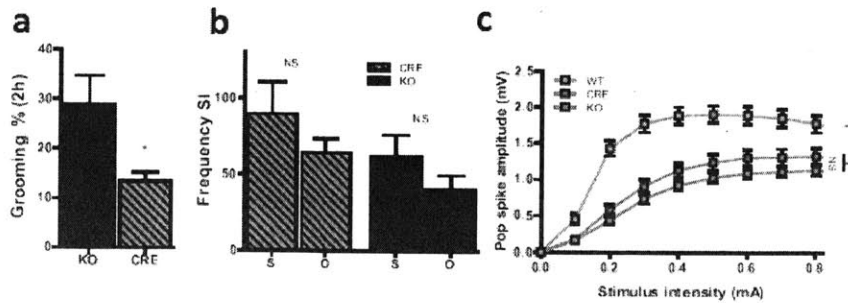 a
Grooming % (2h)
40
30
20
10
0
KO CRE
*
b
Frequency SI
100
50
0
NS
NS
CRE
KO
S O S O
c
Pop spike amplitude (mV)
2.5
2.0
1.5
1.0
0.5
0.0
WT
CRE
KO
NS
0.0 0.2 0.4 0.6 0.8
Stimulus intensity (mA)